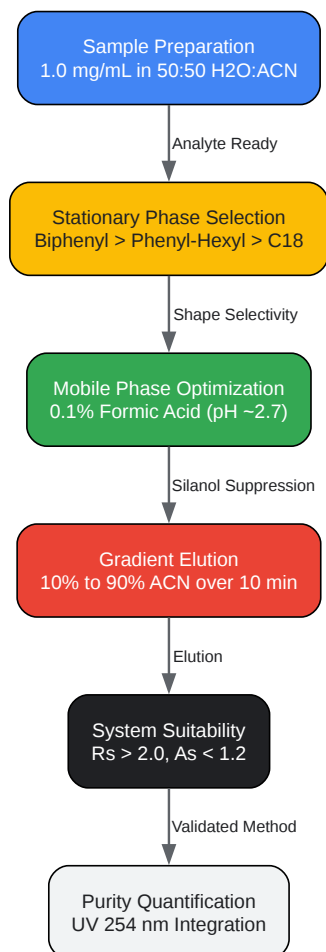 Sample Preparation
1.0 mg/mL in 50:50 H2O:ACN
Analyte Ready
Stationary Phase Selection
Biphenyl > Phenyl-Hexyl > C18
Shape Selectivity
Mobile Phase Optimization
0.1% Formic Acid (pH ~2.7)
Silanol Suppression
Gradient Elution
10% to 90% ACN over 10 min
Elution
System Suitability
Rs > 2.0, As < 1.2
Validated Method
Purity Quantification
UV 254 nm Integration